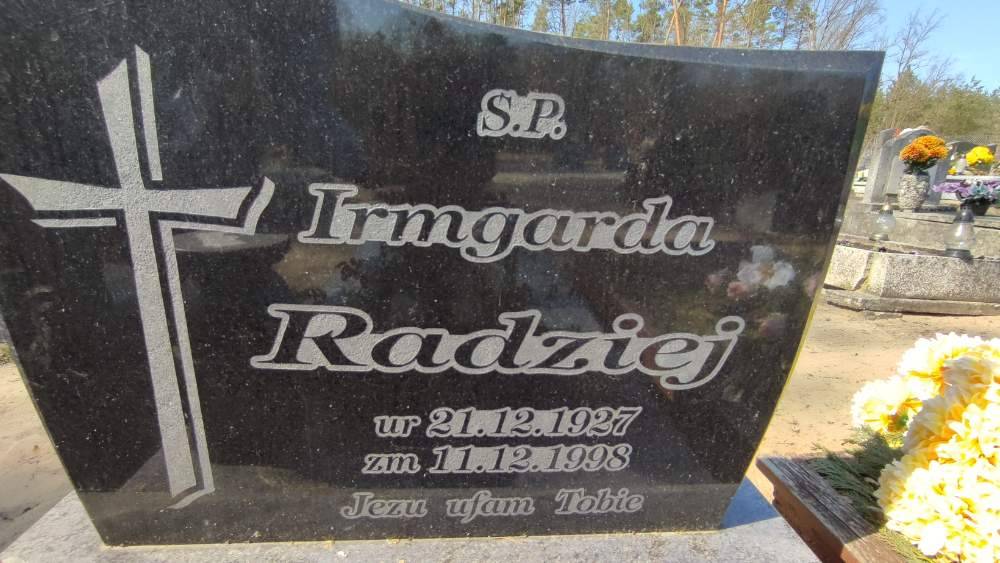 S.P.
Irmgarda
Radziej
ur 21.12.1927
zm 11.12.1998
Jezu ufam Tobie